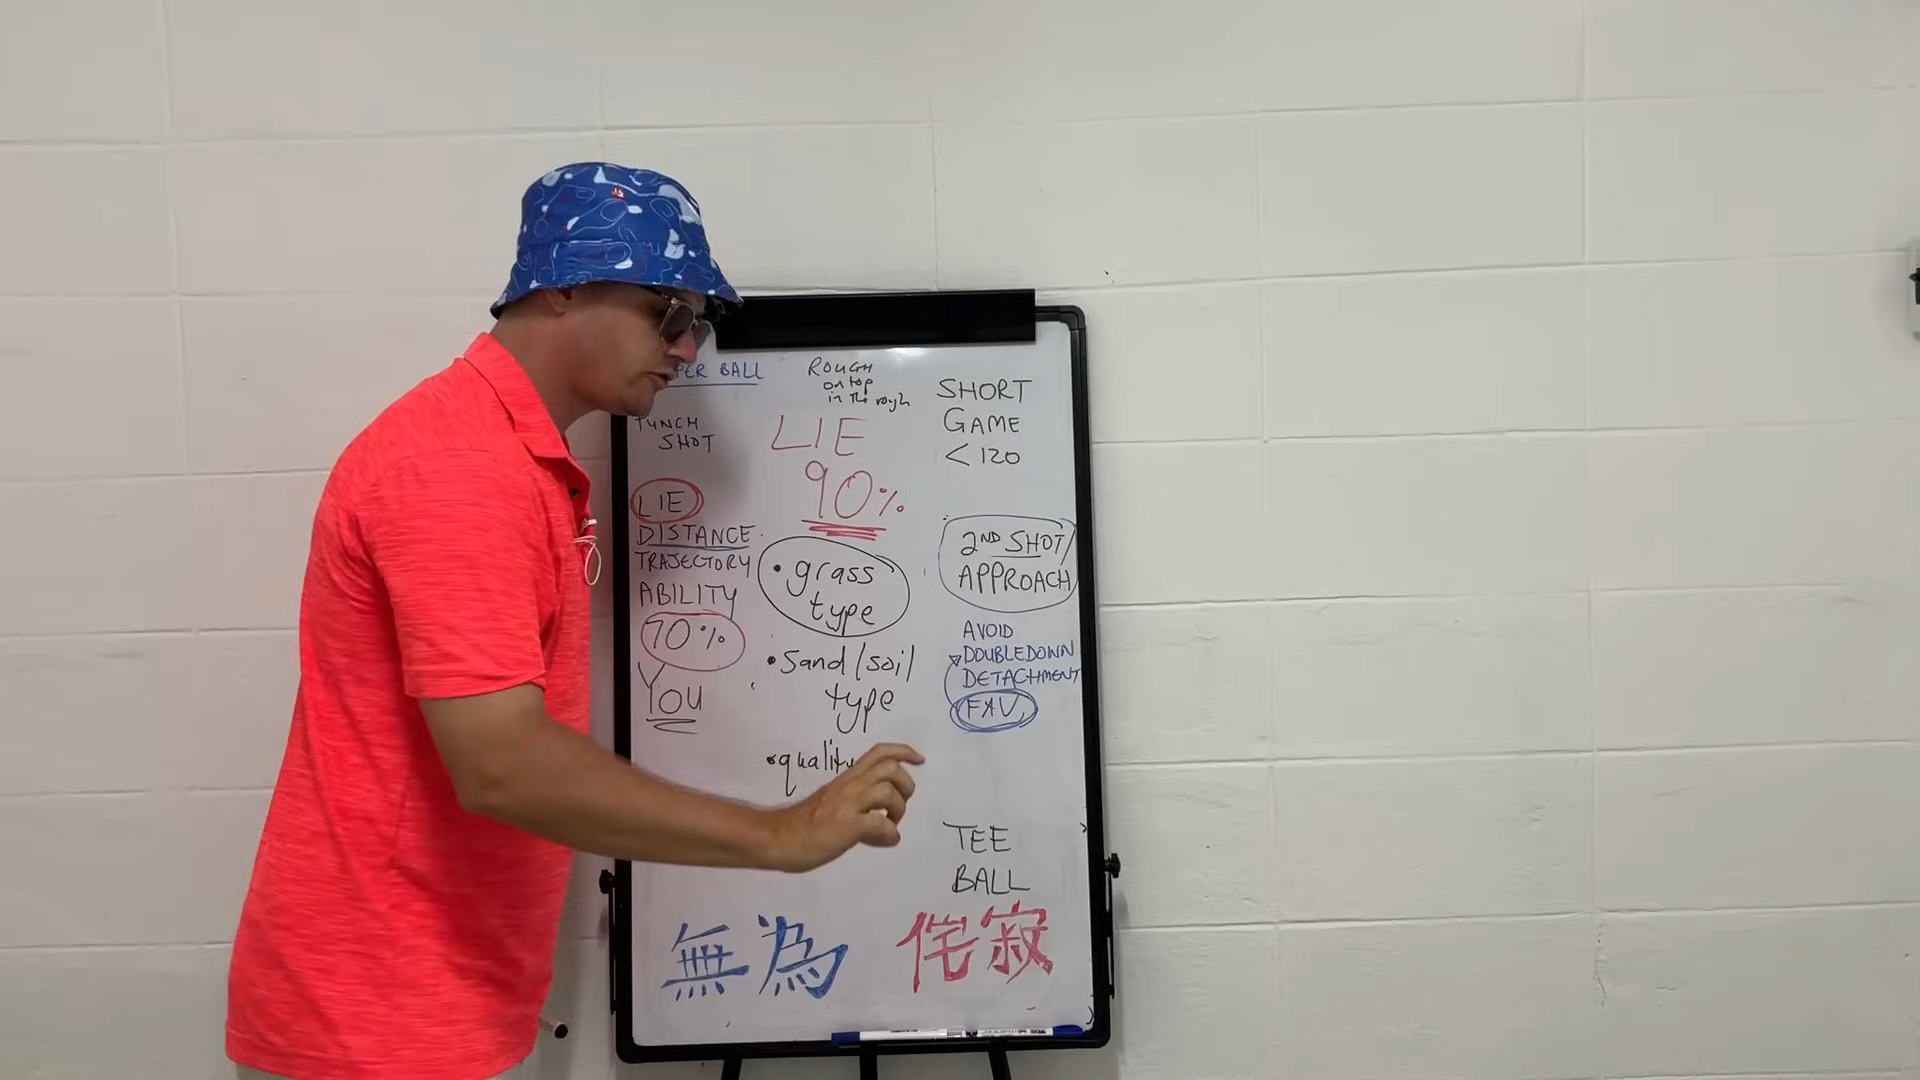 PER BALL
PUNCH
SHOT
LIE
DISTANCE
TRAJECTORY
ABILITY
70%
YOU
ROUGH
on top
in the rough
LIE
90%
• grass
type
• Sand/soil
type
• quality
SHORT
GAME
<120
2ND SHOT/
APPROACH
AVOID
DOUBLEDOWN
DETACHMENT
FAV,
TEE
BALL
無為 侘寂